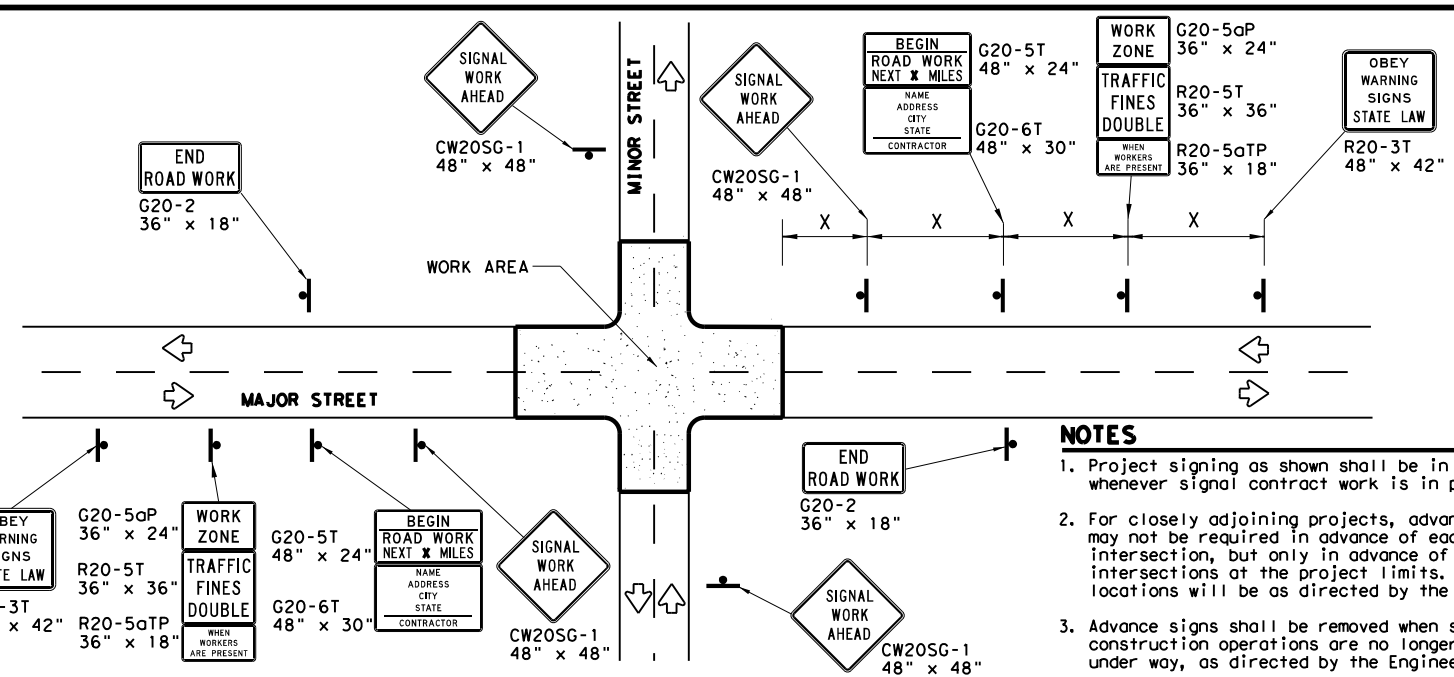 SIGNAL
WORK
AHEAD
CW20SG-1
48" x 48"
END
ROAD WORK
G20-2
36" x 18"
MINOR STREET
WORK AREA
SIGNAL
WORK
AHEAD
CW20SG-1
48" x 48"
BEGIN
ROAD WORK
NEXT X MILES
NAME
ADDRESS
CITY
STATE
CONTRACTOR
G20-5T
48" x 24"
G20-6T
48" x 30"
WORK
ZONE
TRAFFIC
FINES
DOUBLE
WHEN
WORKERS
ARE PRESENT
G20-5aP
36" x 24"
R20-5T
36" x 36"
R20-5aTP
36" x 18"
OBEY
WARNING
SIGNS
STATE LAW
R20-3T
48" x 42"
X X X X
MAJOR STREET
BEY
RNING
GNS
TE LAW
-3T
x 42"
G20-5aP
36" x 24"
R20-5T
36" x 36"
R20-5aTP
36" x 18"
WORK
ZONE
TRAFFIC
FINES
DOUBLE
WHEN
WORKERS
ARE PRESENT
G20-5T
48" x 24"
G20-6T
48" x 30"
BEGIN
ROAD WORK
NEXT X MILES
NAME
ADDRESS
CITY
STATE
CONTRACTOR
SIGNAL
WORK
AHEAD
CW20SG-1
48" x 48"
END
ROAD WORK
G20-2
36" x 18"
SIGNAL
WORK
AHEAD
CW20SG-1
48" x 48"
NOTES
1. Project signing as shown shall be in
whenever signal contract work is in p
2. For closely adjoining projects, advan
may not be required in advance of eac
intersection, but only in advance of
intersections at the project limits.
locations will be as directed by the
3. Advance signs shall be removed when s
construction operations are no longer
under way, as directed by the Enginee